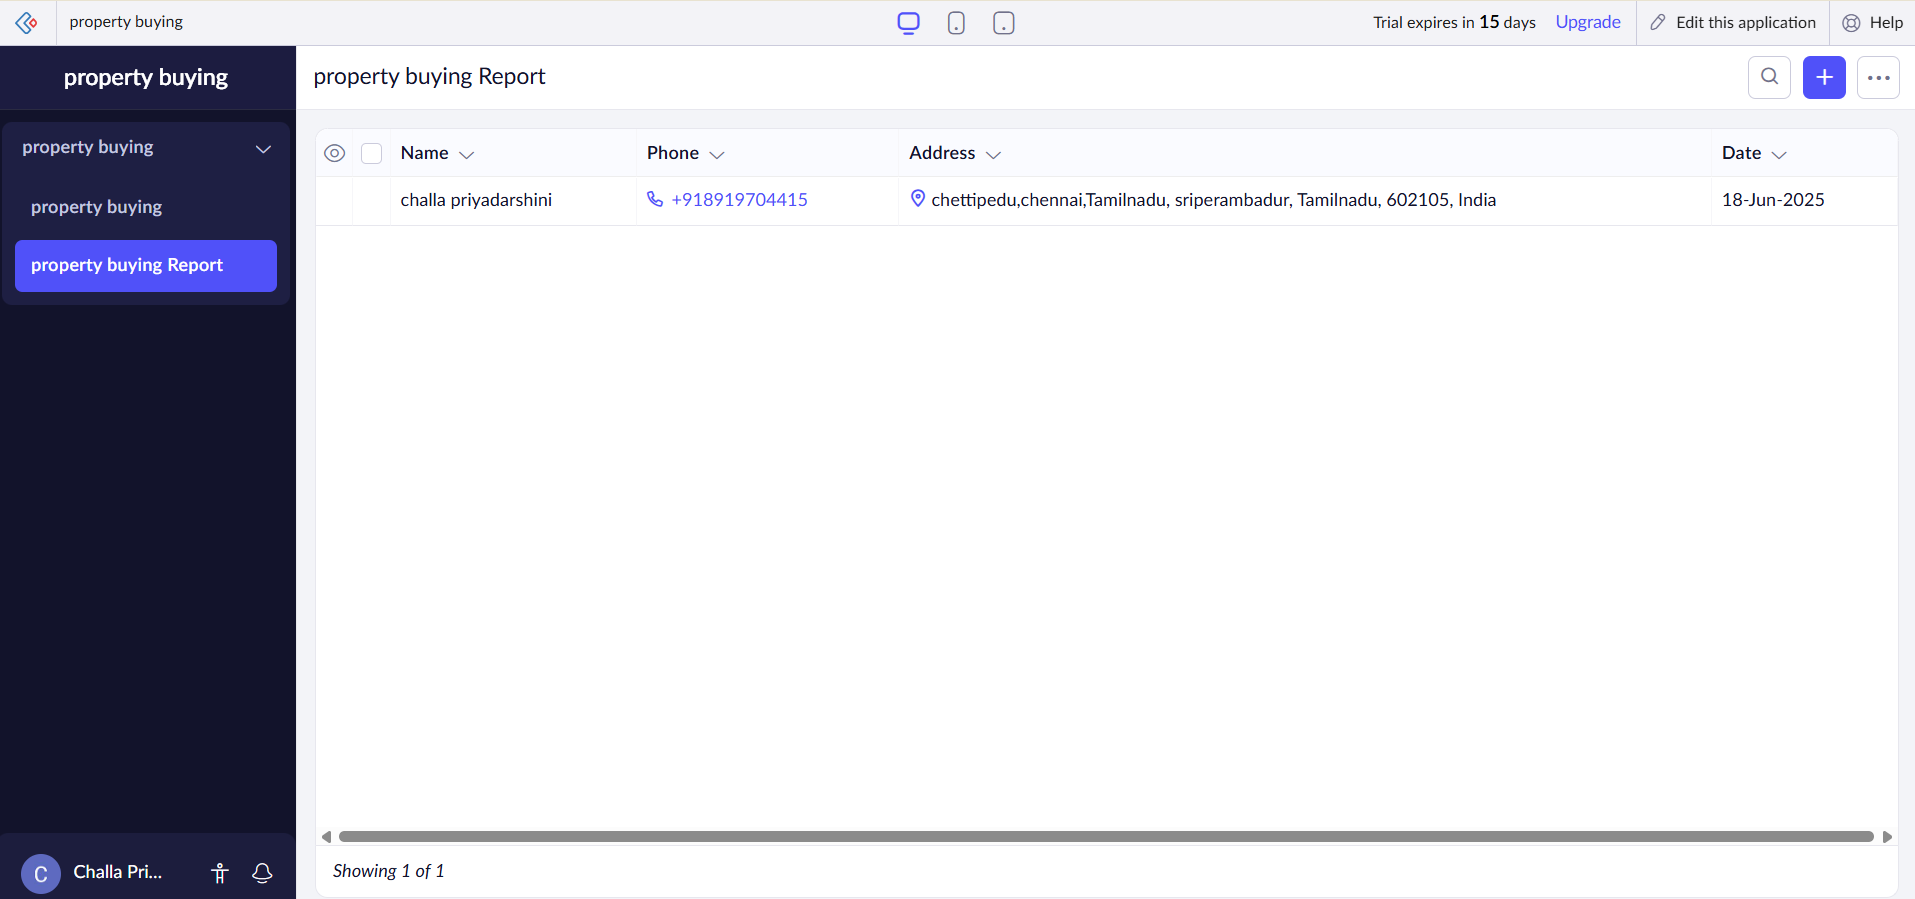 property buying
Trial expires in 15 days Upgrade Edit this application Help
property buying
property buying Report
property buying
property buying
property buying Report
Name Phone Address Date
challa priyadarshini +918919704415 chettipedu,chennai,Tamilnadu, sriperambadur, Tamilnadu, 602105, India 18-Jun-2025
Showing 1 of 1
C Challa Pri...